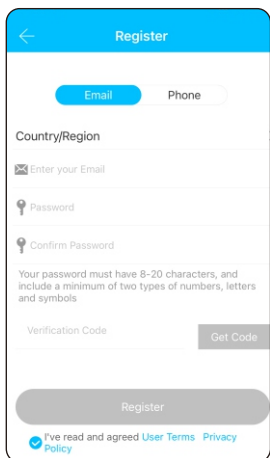 Register
Email Phone
Country/Region
Enter your Email
Password
Confirm Password
Your password must have 8-20 characters, and
include a minimum of two types of numbers, letters
and symbols
Verification Code Get Code
Register
I've read and agreed User Terms Privacy
Policy